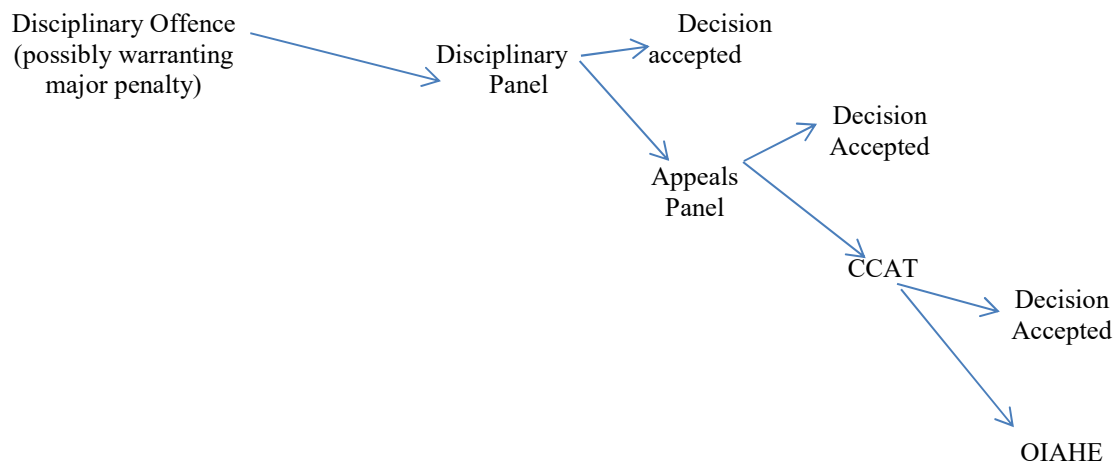 Disciplinary Offence
(possibly warranting
major penalty)
Disciplinary
Panel
Decision
accepted
Appeals
Panel
Decision
Accepted
CCAT
Decision
Accepted
OIAHE